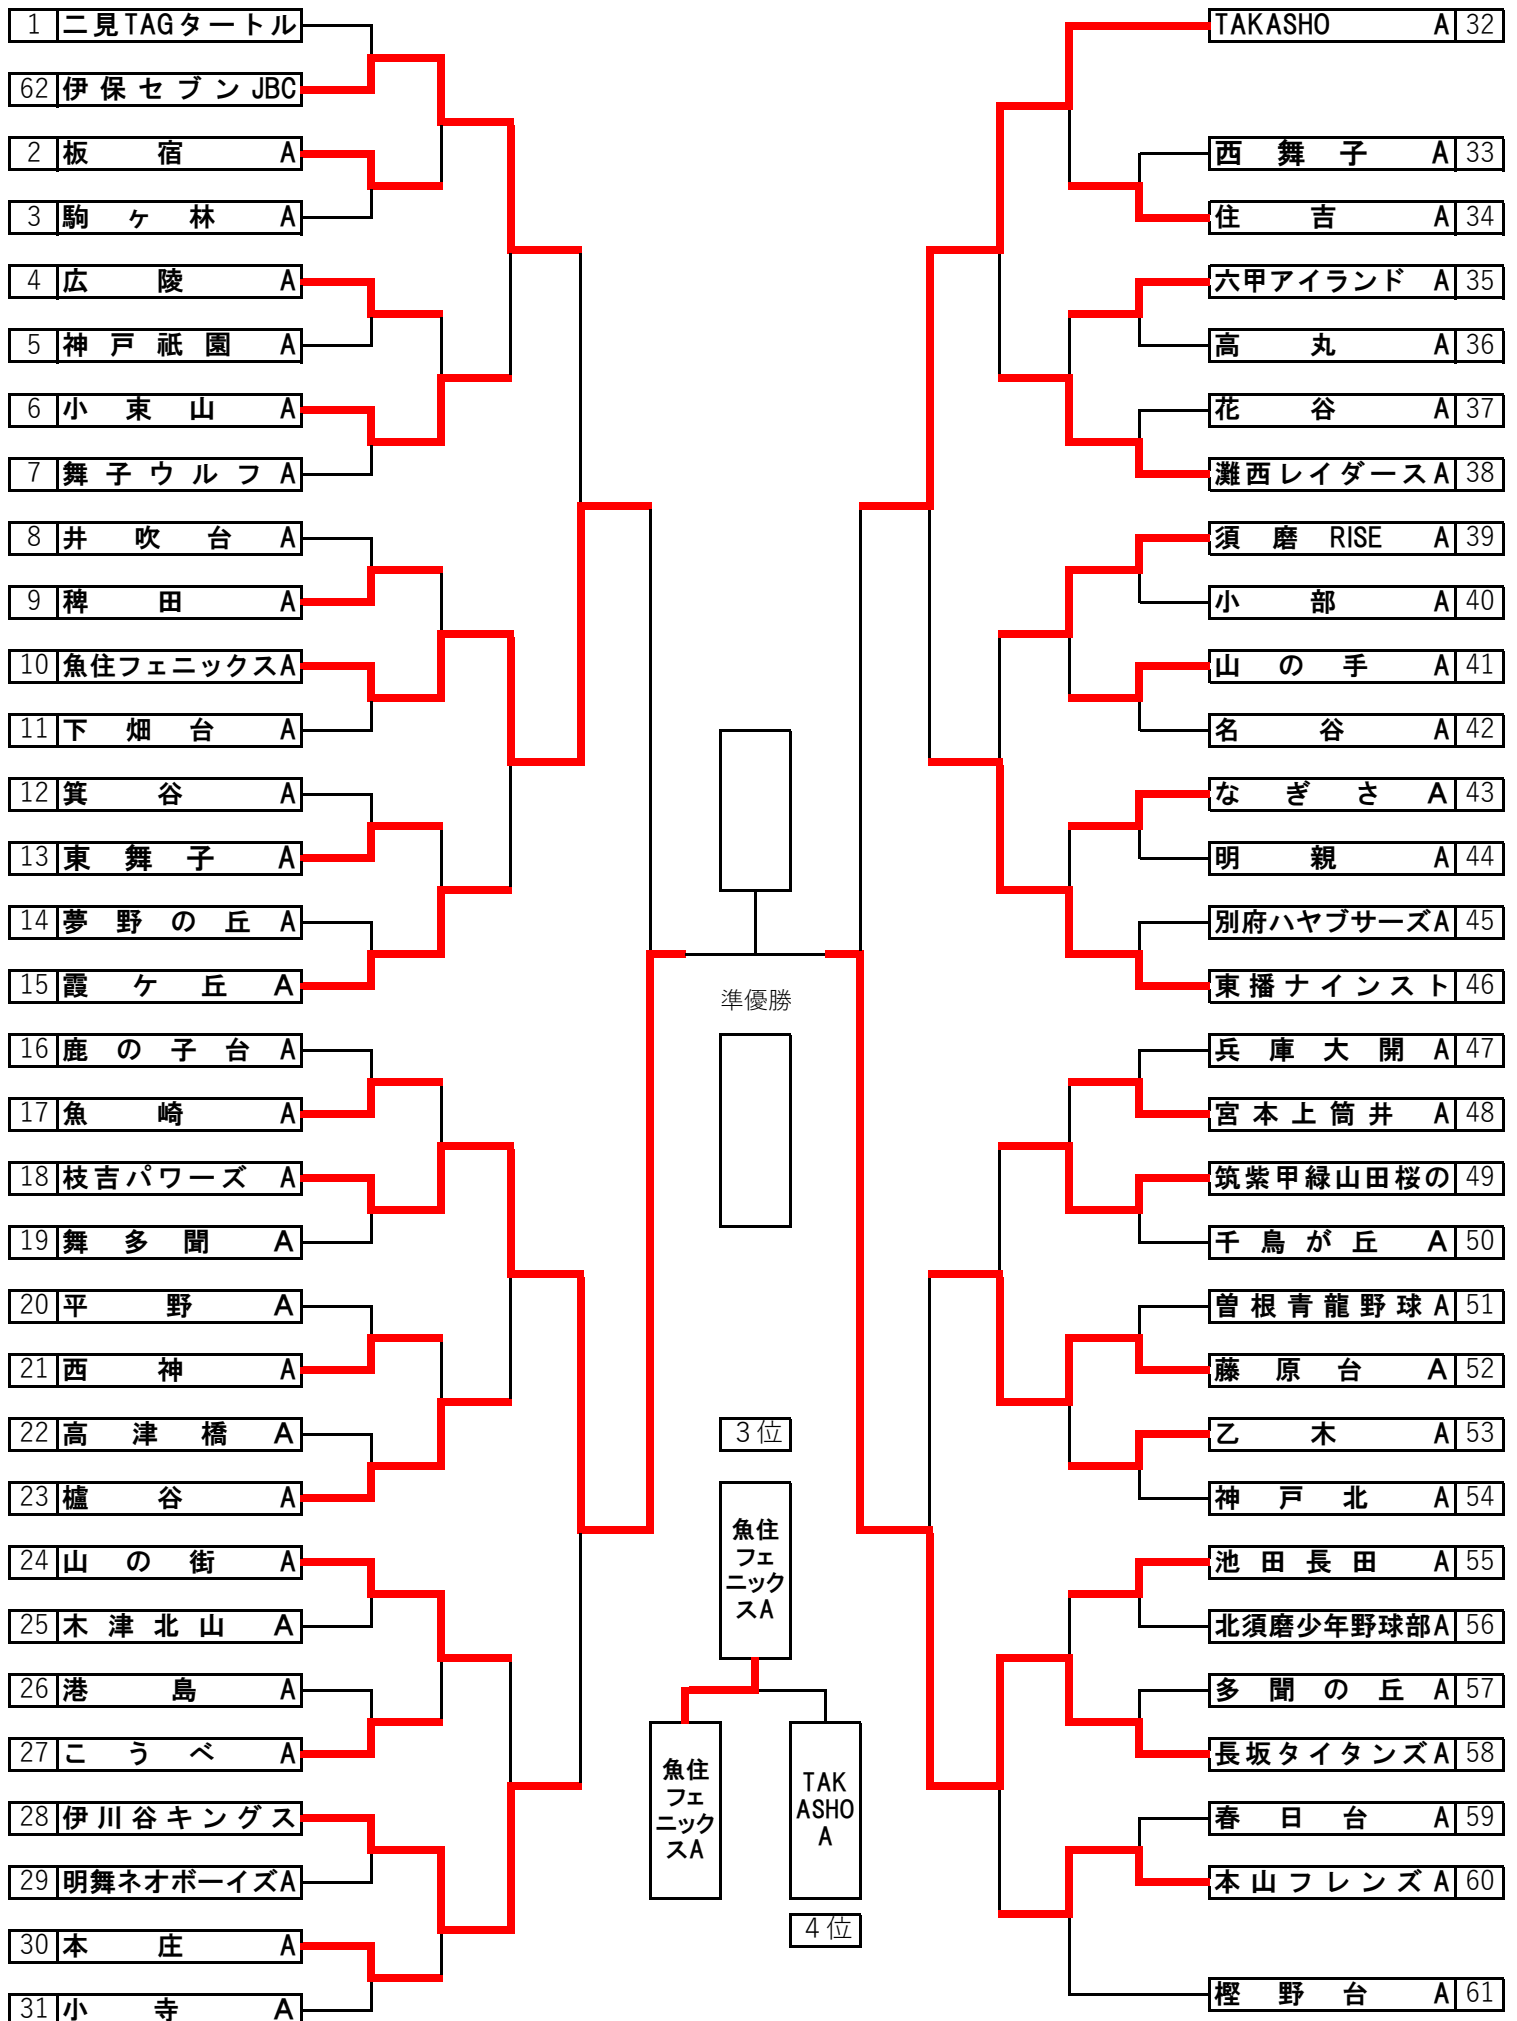 1 二見TAGタートル
62 伊保セブンJBC
2 板宿 A
3 駒ヶ林 A
4 広陵 A
5 神戸祇園 A
6 小束山 A
7 舞子ウルフ A
8 井吹台 A
9 稗田 A
10 魚住フェニックスA
11 下畑台 A
12 箕谷 A
13 東舞子 A
14 夢野の丘 A
15 霞ケ丘 A
16 鹿の子台 A
17 魚崎 A
18 枝吉パワーズ A
19 舞多聞 A
20 平野 A
21 西神 A
22 高津橋 A
23 櫨谷 A
24 山の街 A
25 木津北山 A
26 港島 A
27 こうべ A
28 伊川谷キングス
29 明舞ネオボーイズA
30 本庄 A
31 小寺 A
準優勝
３位
魚住
フェ
ニック
スA
魚住
フェ
ニック
スA
TAK
ASHO
A
４位
TAKASHO A 32
西舞子 A 33
住吉 A 34
六甲アイランド A 35
高丸 A 36
花谷 A 37
灘西レイダースA 38
須磨RISE A 39
小部 A 40
山の手 A 41
名谷 A 42
なぎさ A 43
明親 A 44
別府ハヤブサーズA 45
東播ナインスト 46
兵庫大開 A 47
宮本上筒井 A 48
筑紫甲緑山田桜の 49
千鳥が丘 A 50
曽根青龍野球 A 51
藤原台 A 52
乙木 A 53
神戸北 A 54
池田長田 A 55
北須磨少年野球部A 56
多聞の丘 A 57
長坂タイタンズA 58
春日台 A 59
本山フレンズ A 60
樫野台 A 61